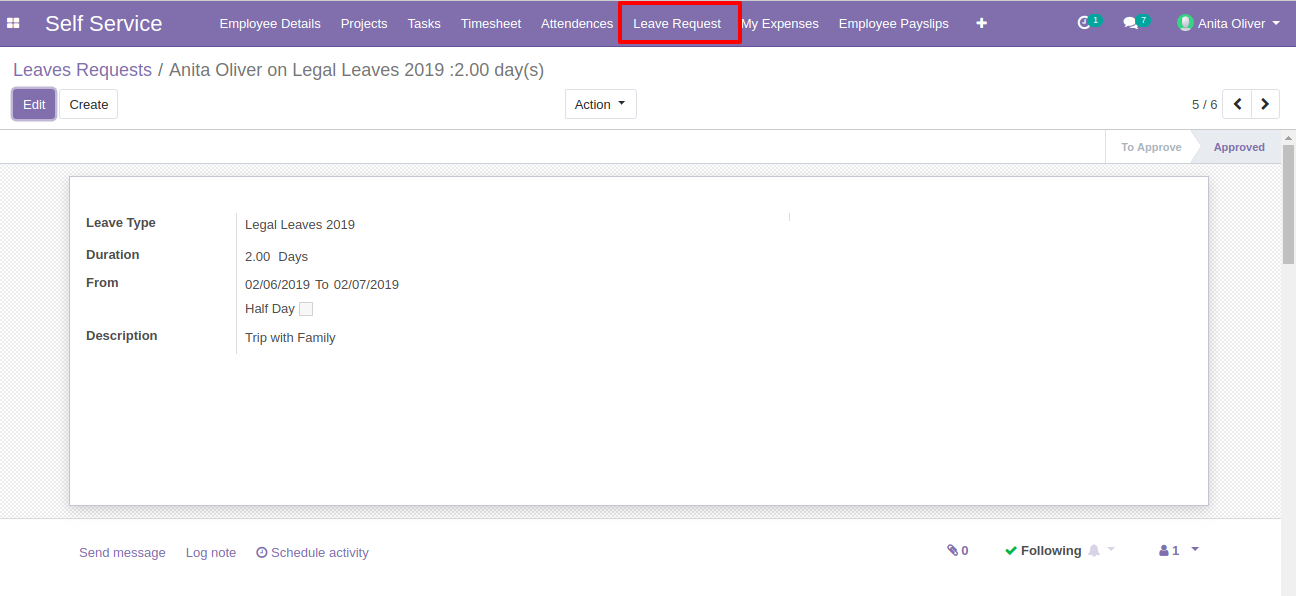 Self Service Employee Details Projects Tasks Timesheet Attendences Leave Request My Expenses Employee Payslips 1 7 Anita Oliver
Leaves Requests / Anita Oliver on Legal Leaves 2019 :2.00 day(s)
Edit Create Action 5 / 6
To Approve Approved
Leave Type Legal Leaves 2019
Duration 2.00 Days
From 02/06/2019 To 02/07/2019
Half Day
Description Trip with Family
Send message Log note Schedule activity 0 Following 1